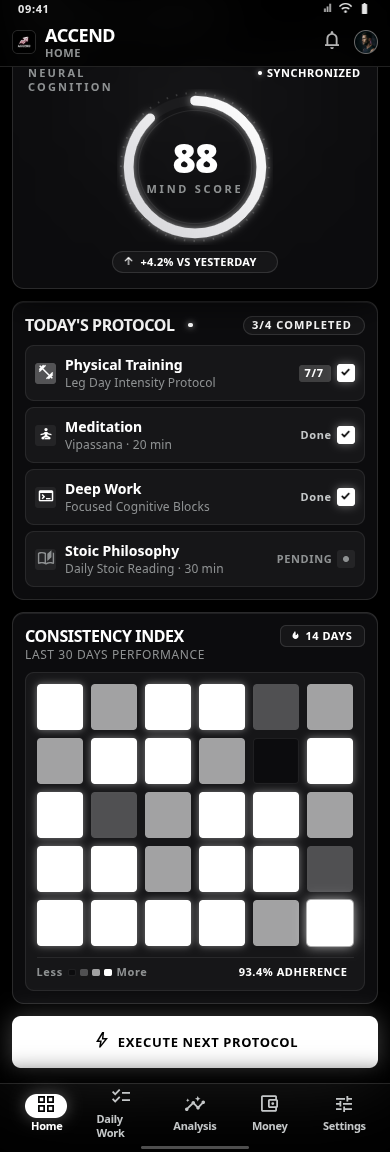 09:41
ACCEND
HOME
NEURAL
COGNITION
SYNCHRONIZED
88
MIND SCORE
+4.2% VS YESTERDAY
TODAY'S PROTOCOL
3/4 COMPLETED
Physical Training
Leg Day Intensity Protocol
7/7
Meditation
Vipassana · 20 min
Done
Deep Work
Focused Cognitive Blocks
Done
Stoic Philosophy
Daily Stoic Reading · 30 min
PENDING
CONSISTENCY INDEX
14 DAYS
LAST 30 DAYS PERFORMANCE
Less
More
93.4% ADHERENCE
EXECUTE NEXT PROTOCOL
Home
Daily
Work
Analysis
Money
Settings